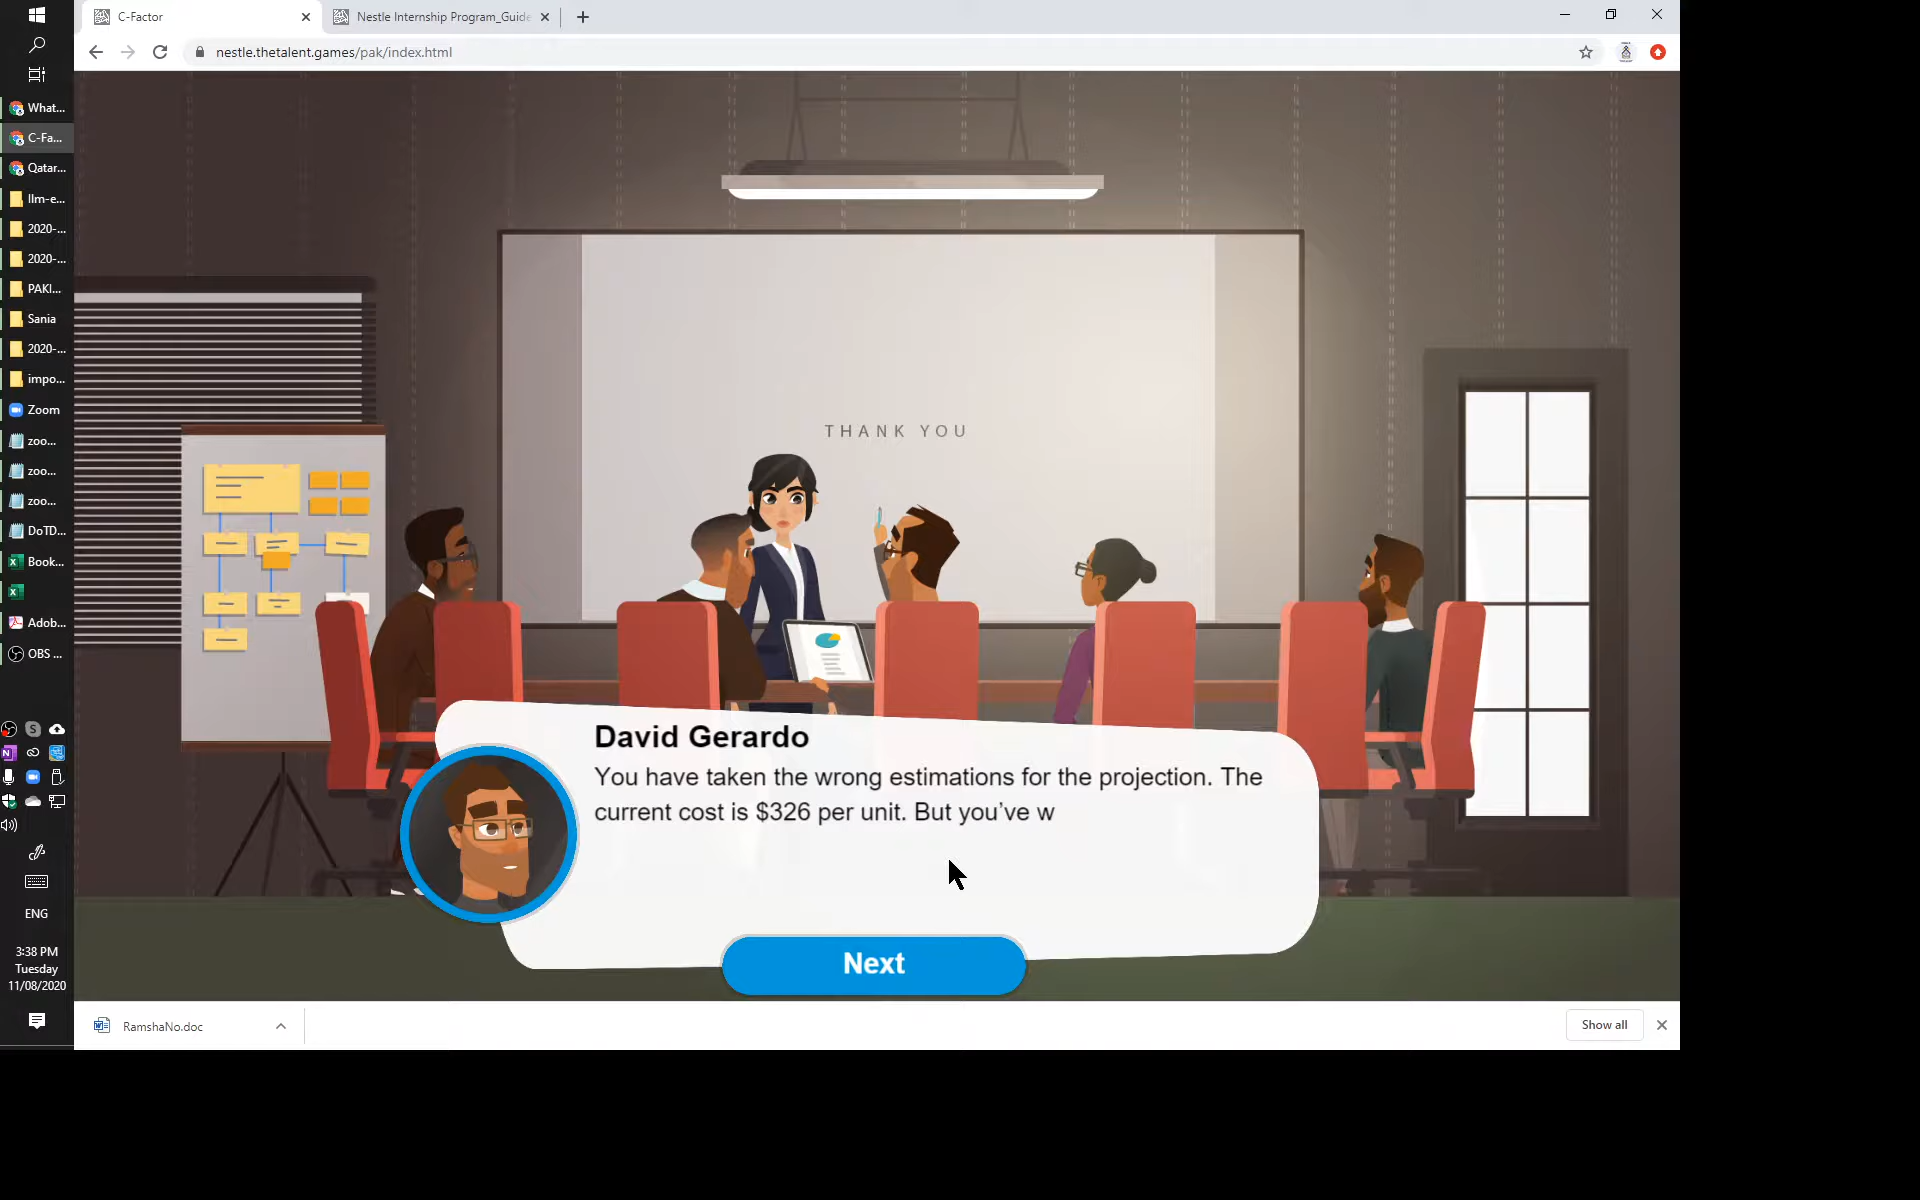 C-Factor
Nestle Internship Program_Guide
nestle.thetalent.games/pak/index.html
What...
C-Fa...
Qatar...
llm-e...
2020-...
2020-...
PAKI...
Sania
2020-...
impo...
Zoom
zoo...
zoo...
zoo...
DoTD...
Book...
Adob...
OBS ...
ENG
3:38 PM
Tuesday
11/08/2020
THANK YOU
David Gerardo
You have taken the wrong estimations for the projection. The
current cost is $326 per unit. But you’ve w
Next
RamshaNo.doc
Show all